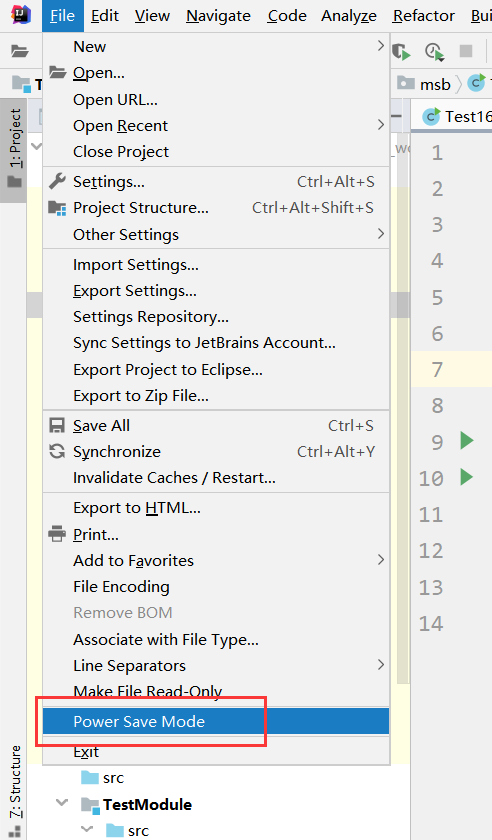 File Edit View Navigate Code Analyze Refactor
New
Open...
Open URL...
Open Recent
Close Project
Settings... Ctrl+Alt+S
Project Structure... Ctrl+Alt+Shift+S
Other Settings
Import Settings...
Export Settings...
Settings Repository...
Sync Settings to JetBrains Account...
Export Project to Eclipse...
Export to Zip File...
Save All Ctrl+S
Synchronize Ctrl+Alt+Y
Invalidate Caches / Restart...
Export to HTML...
Print...
Add to Favorites
File Encoding
Remove BOM
Associate with File Type...
Line Separators
Make File Read-Only
Power Save Mode
Exit
src
TestModule
src
1: Project
7: Structure
msb
Test16
1
2
3
4
5
6
7
8
9
10
11
12
13
14